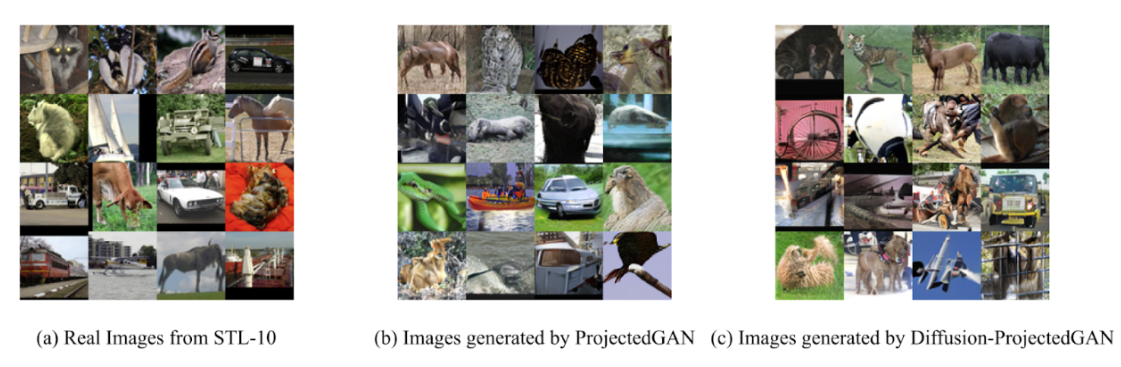 (a) Real Images from STL-10
(b) Images generated by ProjectedGAN
(c) Images generated by Diffusion-ProjectedGAN